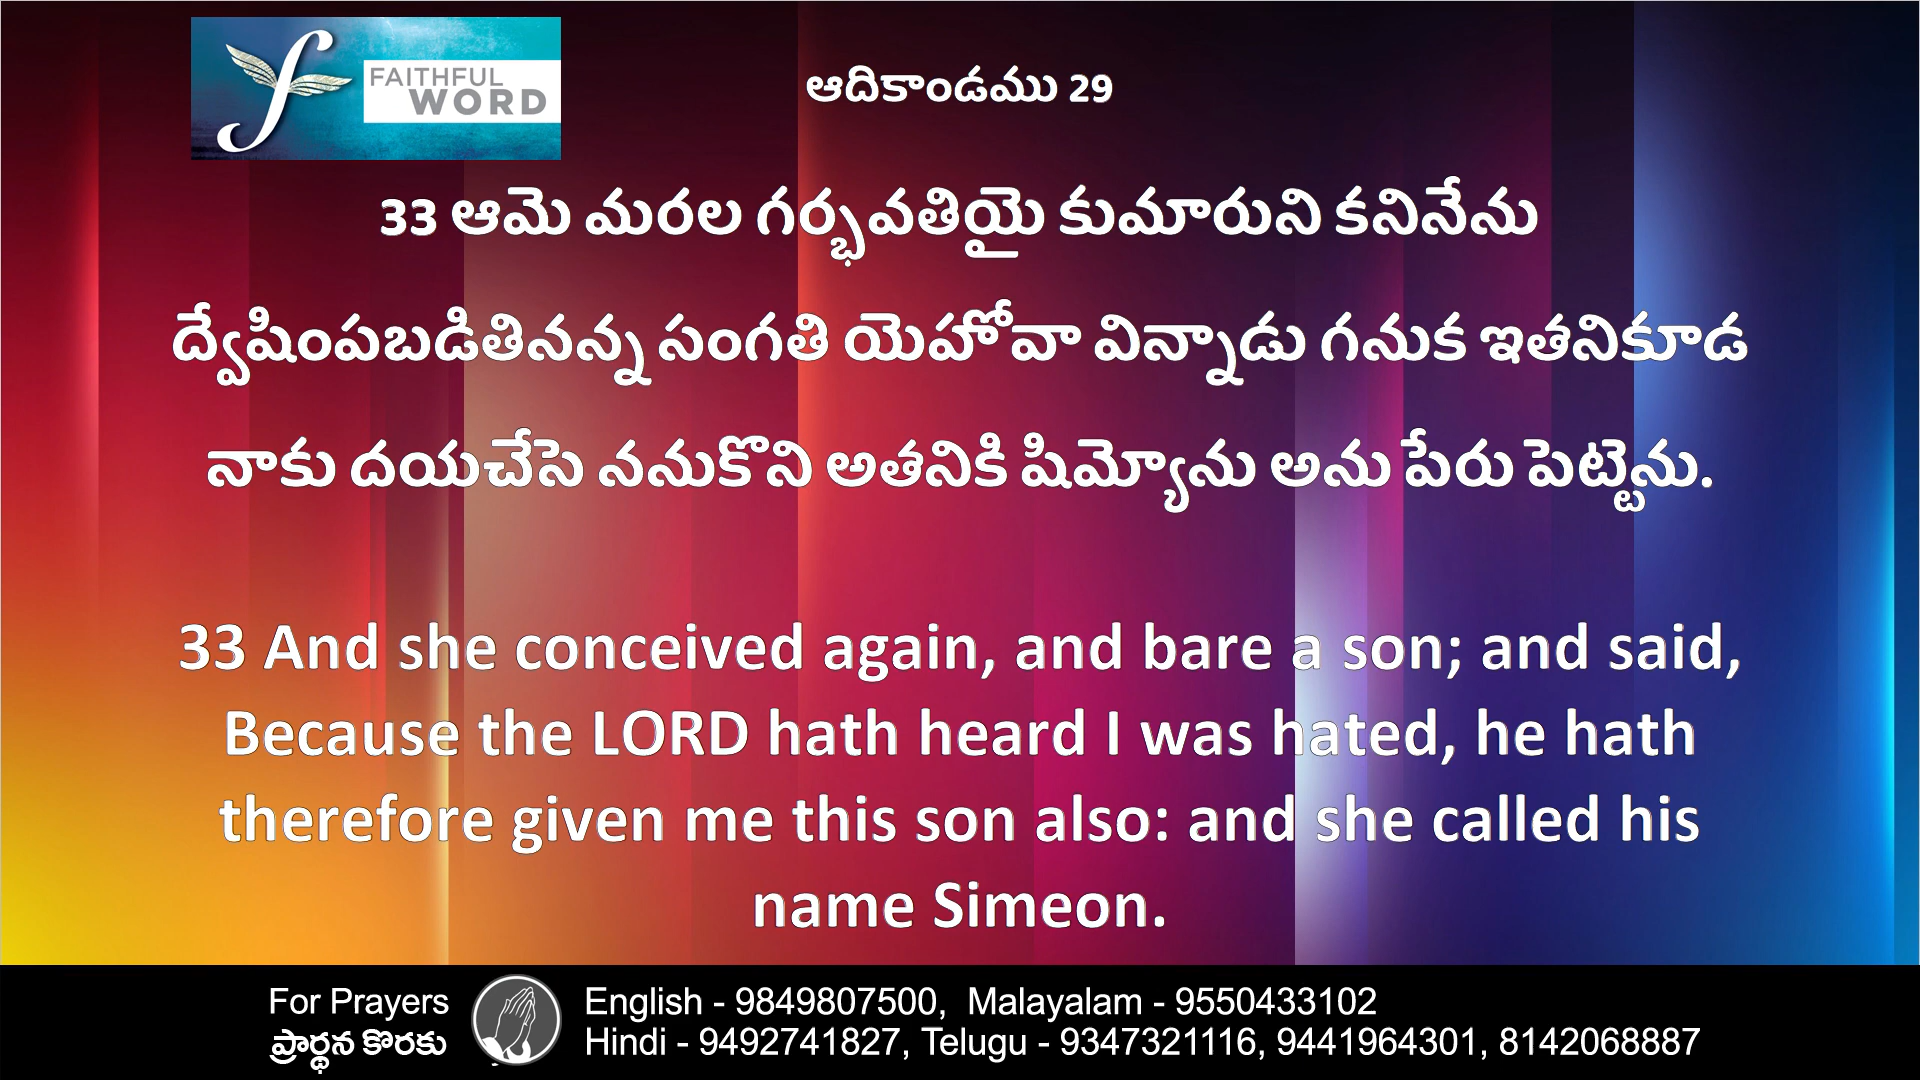 FAITHFUL
WORD
ఆదికాండము 29
33 ఆమె మరల గర్భవతియై కుమారుని కనినేను
ద్వేషింపబడితినన్న సంగతి యెహోవా విన్నాడు గనుక ఇతనికూడ
నాకు దయచేసె ననుకొని అతనికి షిమ్యోను అను పేరు పెట్టెను.
33 And she conceived again, and bare a son; and said,
Because the LORD hath heard I was hated, he hath
therefore given me this son also: and she called his
name Simeon.
For Prayers
ప్రార్థన కొరకు
English - 9849807500,  Malayalam - 9550433102
Hindi - 9492741827, Telugu - 9347321116, 9441964301, 8142068887